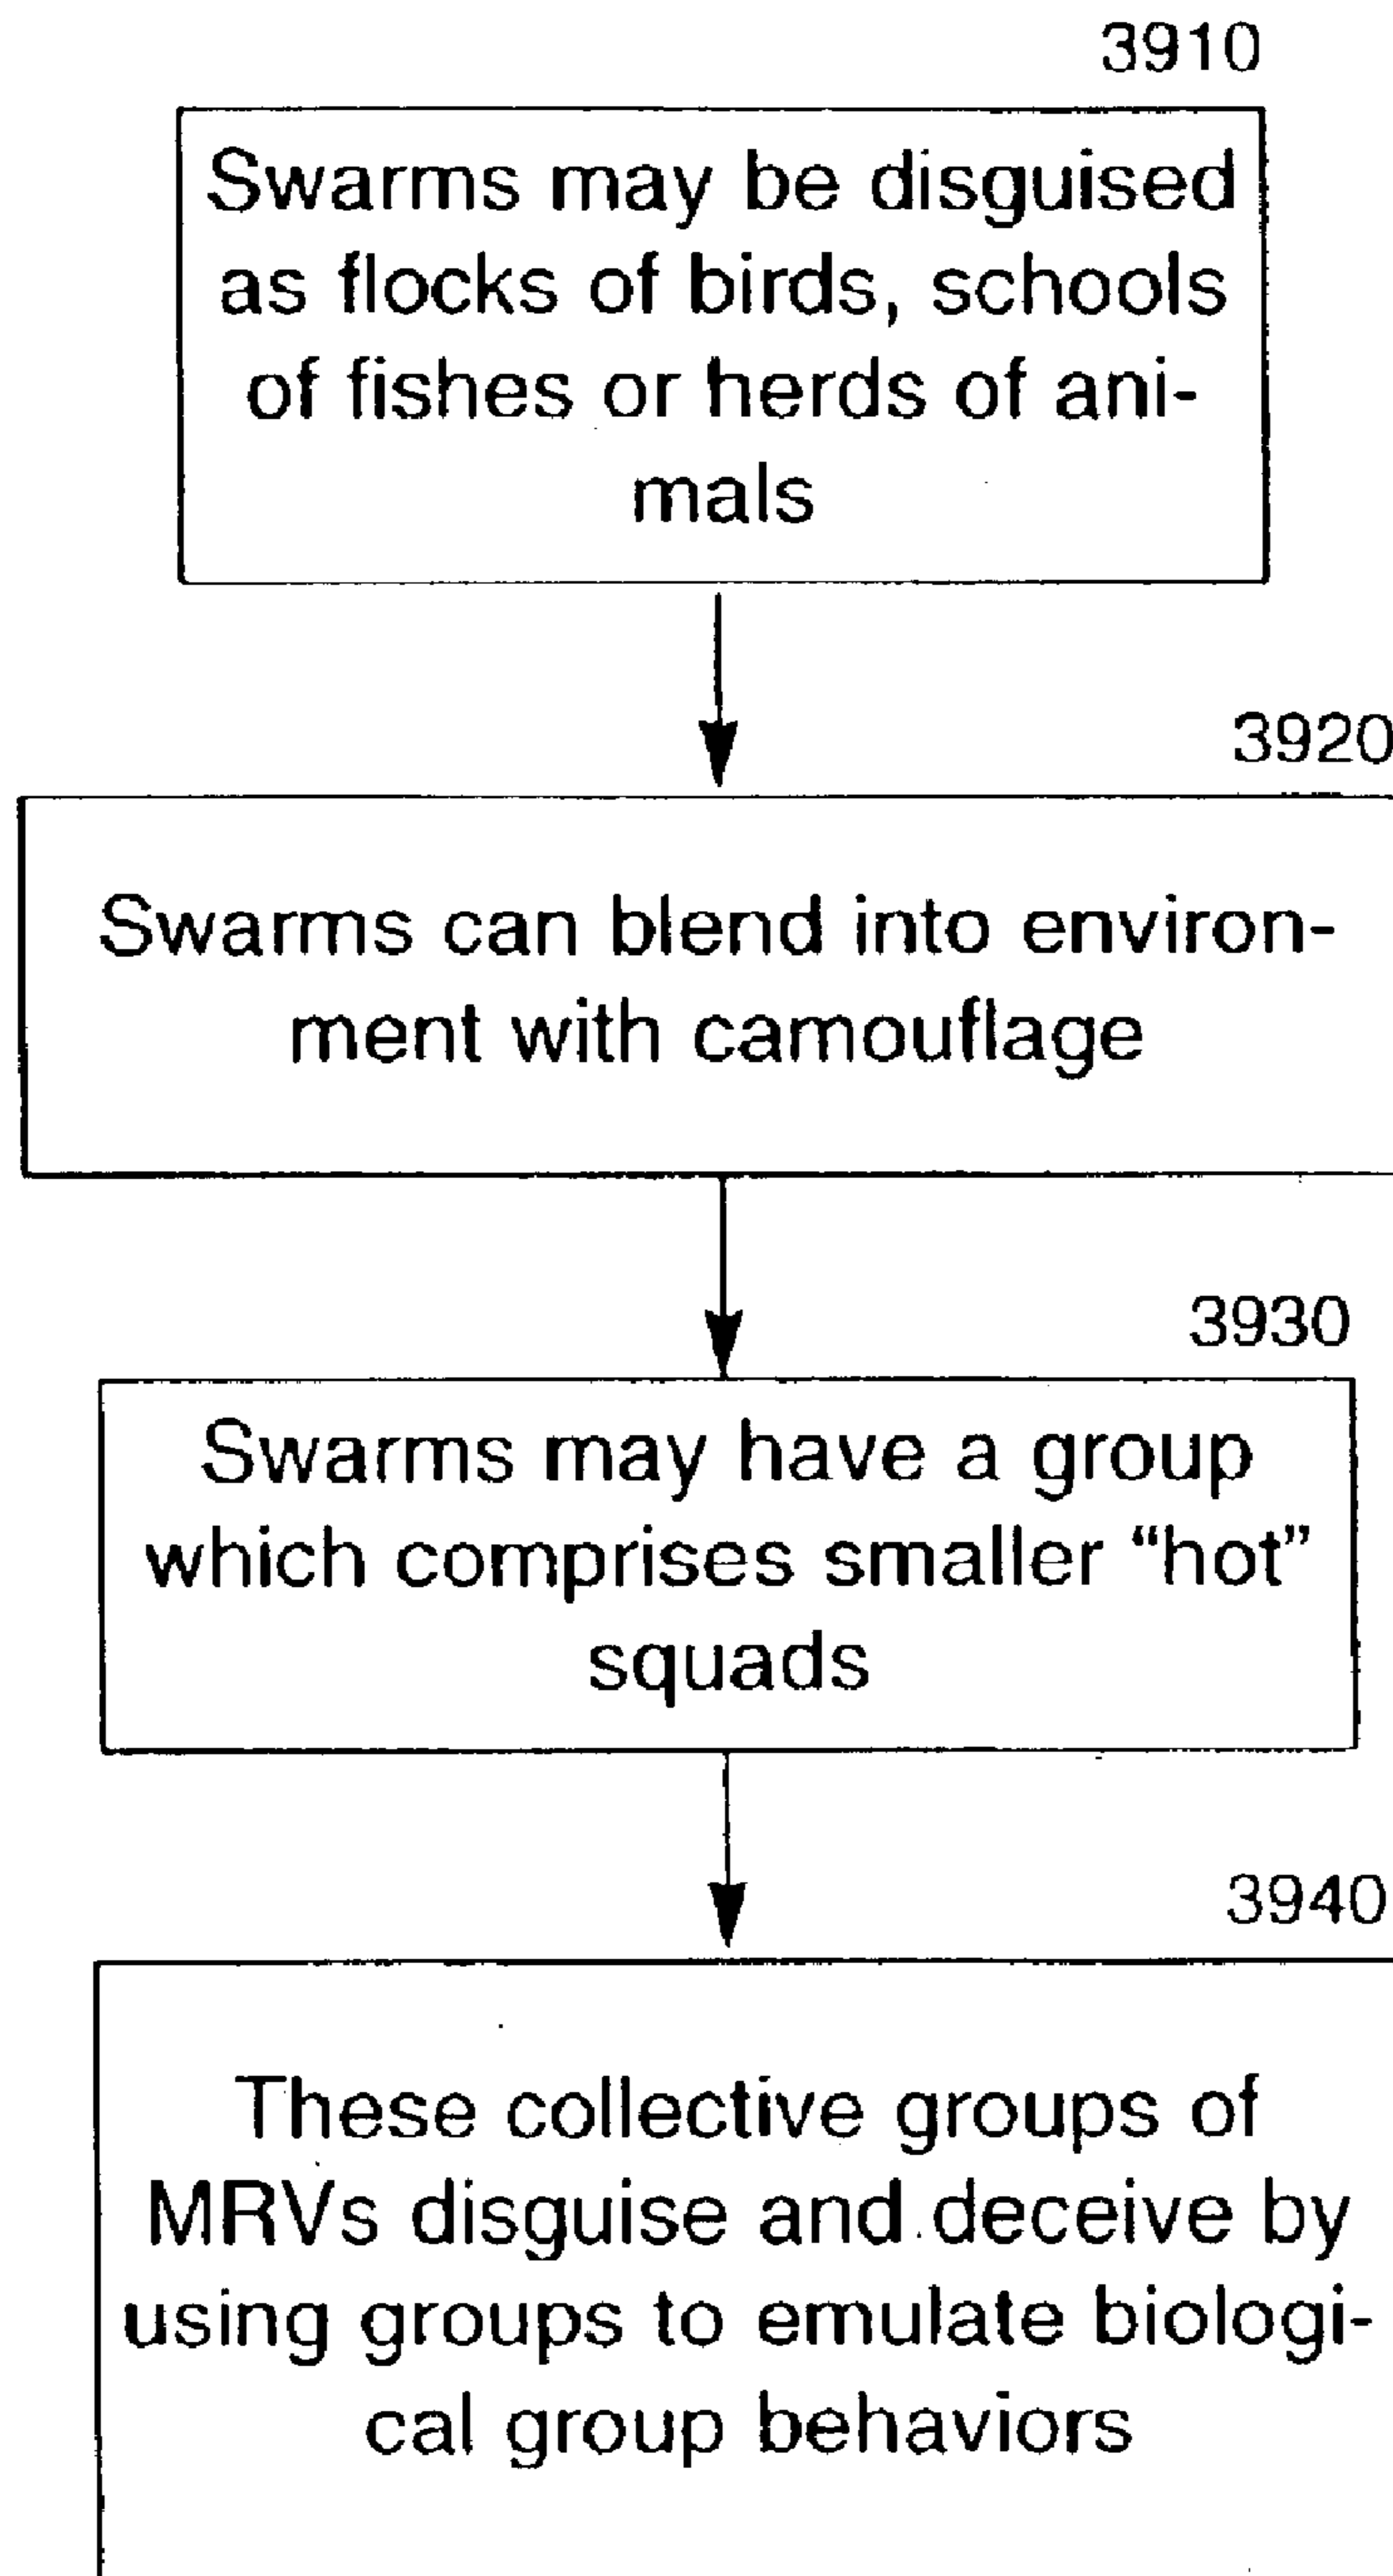 3910
Swarms may be disguised
as flocks of birds, schools
of fishes or herds of ani-
mals
3920
Swarms can blend into environ-
ment with camouflage
3930
Swarms may have a group
which comprises smaller “hot”
squads
3940
These collective groups of
MRVs disguise and deceive by
using groups to emulate biologi-
cal group behaviors